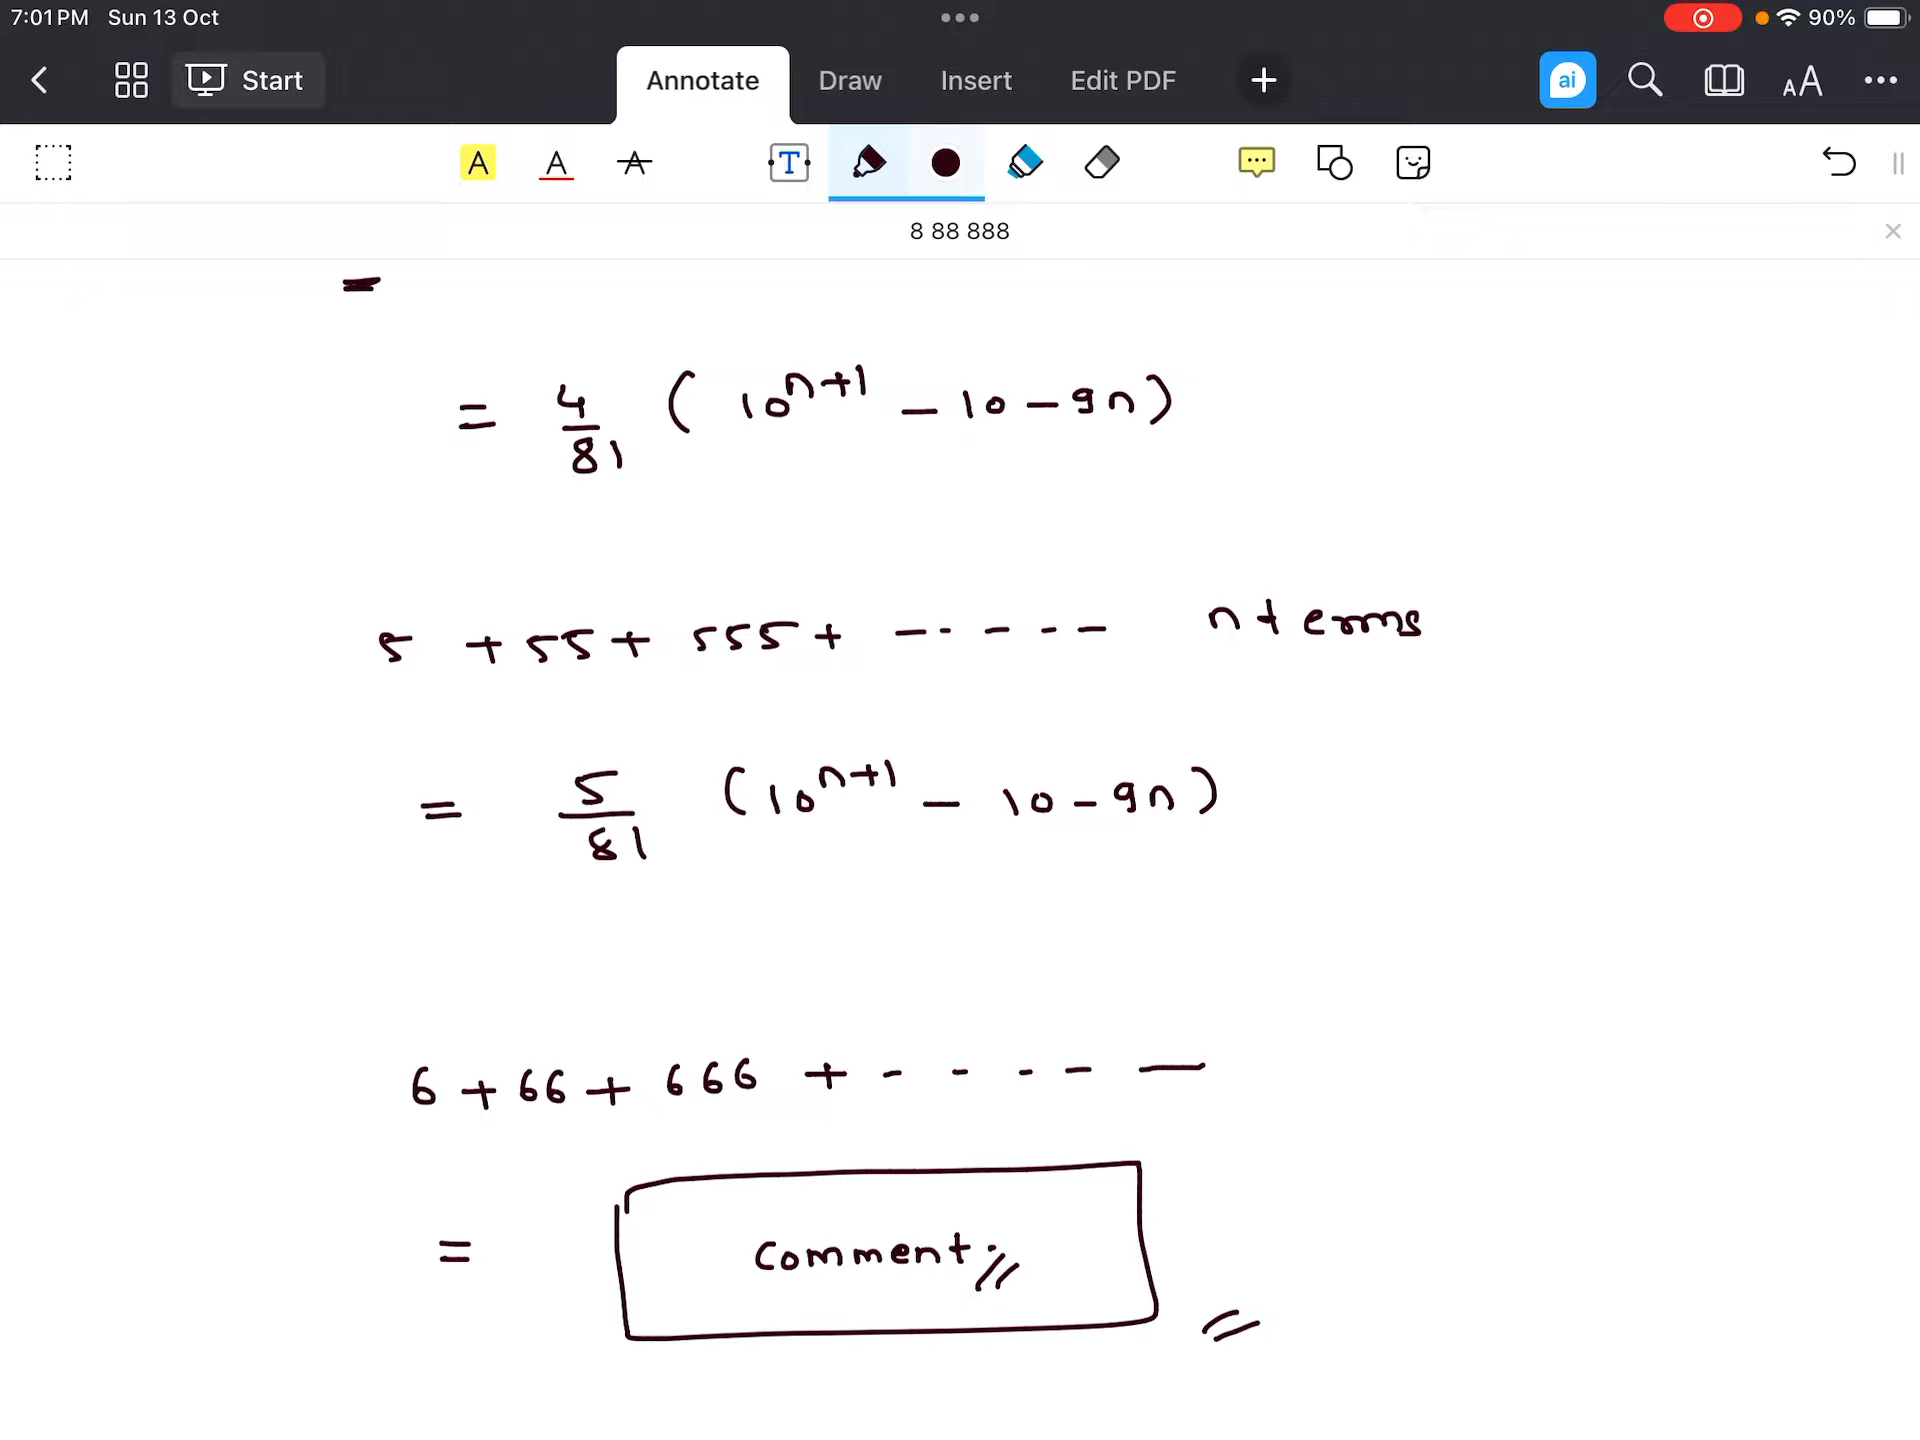 7:01 PM Sun 13 Oct 90%
Start Annotate Draw Insert Edit PDF ai AA
A A A T
8 88 888
=
= 4/81 ( 10^{n+1} - 10 - 9n )
5 + 55 + 555 + ----- n terms
= 5/81 ( 10^{n+1} - 10 - 9n )
6 + 66 + 666 + -----
= comment